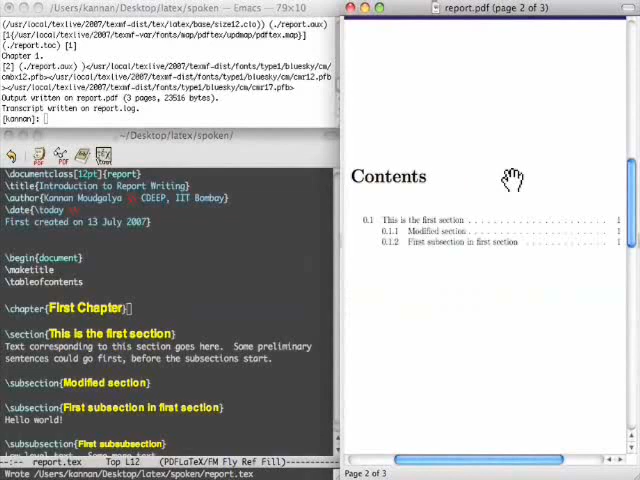 /Users/kannan/Desktop/latex/spoken — Emacs — 79×10
(/usr/local/texlive/2007/texmf-dist/tex/latex/base/size12.clo)) (./report.aux)
[1{/usr/local/texlive/2007/texmf-var/fonts/map/pdftex/updmap/pdftex.map}]
(./report.toc) [1]
Chapter 1.
[2] (./report.aux) )</usr/local/texlive/2007/texmf-dist/fonts/type1/bluesky/cm/
cmbx12.pfb></usr/local/texlive/2007/texmf-dist/fonts/type1/bluesky/cm/cmr12.pfb
></usr/local/texlive/2007/texmf-dist/fonts/type1/bluesky/cm/cmr17.pfb>
Output written on report.pdf (3 pages, 23516 bytes).
Transcript written on report.log.
[kannan]:
~/Desktop/latex/spoken/
\documentclass[12pt]{report}
\title{Introduction to Report Writing}
\author{Kannan Moudgalya \\ CDEEP, IIT Bombay}
\date{\today \\
First created on 13 July 2007}
\begin{document}
\maketitle
\tableofcontents
\chapter{First Chapter}
\section{This is the first section}
Text corresponding to this section goes here. Some preliminary
sentences could go first, before the subsections start.
\subsection{Modified section}
\subsection{First subsection in first section}
Hello world!
\subsubsection{First subsubsection}
Low level text. Some more text.
--:-- report.tex Top L12 (PDFLaTeX/FM Fly Ref Fill)
Wrote /Users/kannan/Desktop/latex/spoken/report.tex
report.pdf (page 2 of 3)
Contents
0.1 This is the first section . . . . . . . . . . . . . . . . . . . . 1
0.1.1 Modified section . . . . . . . . . . . . . . . . . . . . 1
0.1.2 First subsection in first section . . . . . . . . . . . . 1
Page 2 of 3